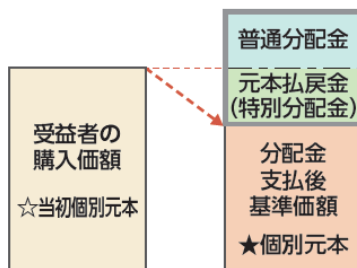 普通分配金
元本払戻金
(特別分配金)
受益者の
購入価額
☆当初個別元本
分配金
支払後
基準価額
★個別元本